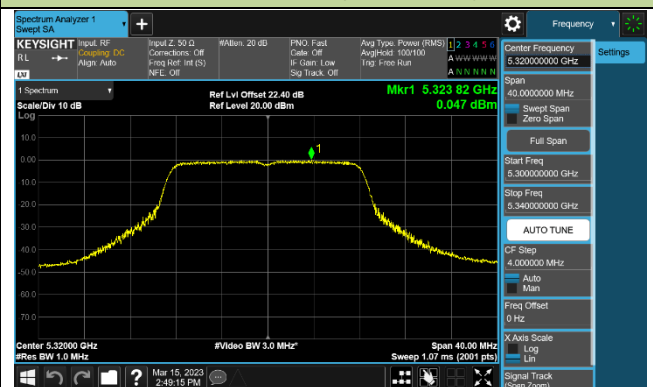 Spectrum Analyzer 1
Swept SA
KEYSIGHT
RL
LXI
Input: RF
Coupling: DC
Align: Auto
Input Z: 50 Ω
Corrections: Off
Freq Ref: Int (S)
NFE: Off
#Atten: 20 dB
PNO: Fast
Gate: Off
IF Gain: Low
Sig Track: Off
Avg Type: Power (RMS)
Avg|Hold: 100/100
Trig: Free Run
1 2 3 4 5 6
A W W W W W
A N N N N N
1 Spectrum
Scale/Div 10 dB
Log
Ref Lvl Offset 22.40 dB
Ref Level 20.00 dBm
Mkr1 5.323 82 GHz
0.047 dBm
1
10.0
0.00
-10.0
-20.0
-30.0
-40.0
-50.0
-60.0
-70.0
Center 5.32000 GHz
#Res BW 1.0 MHz
#Video BW 3.0 MHz*
Span 40.00 MHz
Sweep 1.07 ms (2001 pts)
?
Mar 15, 2023
2:49:15 PM
Frequency
Settings
Center Frequency
5.320000000 GHz
Span
40.0000000 MHz
Swept Span
Zero Span
Full Span
Start Freq
5.300000000 GHz
Stop Freq
5.340000000 GHz
AUTO TUNE
CF Step
4.000000 MHz
Auto
Man
Freq Offset
0 Hz
X Axis Scale
Log
Lin
Signal Track
(Span Zoom)